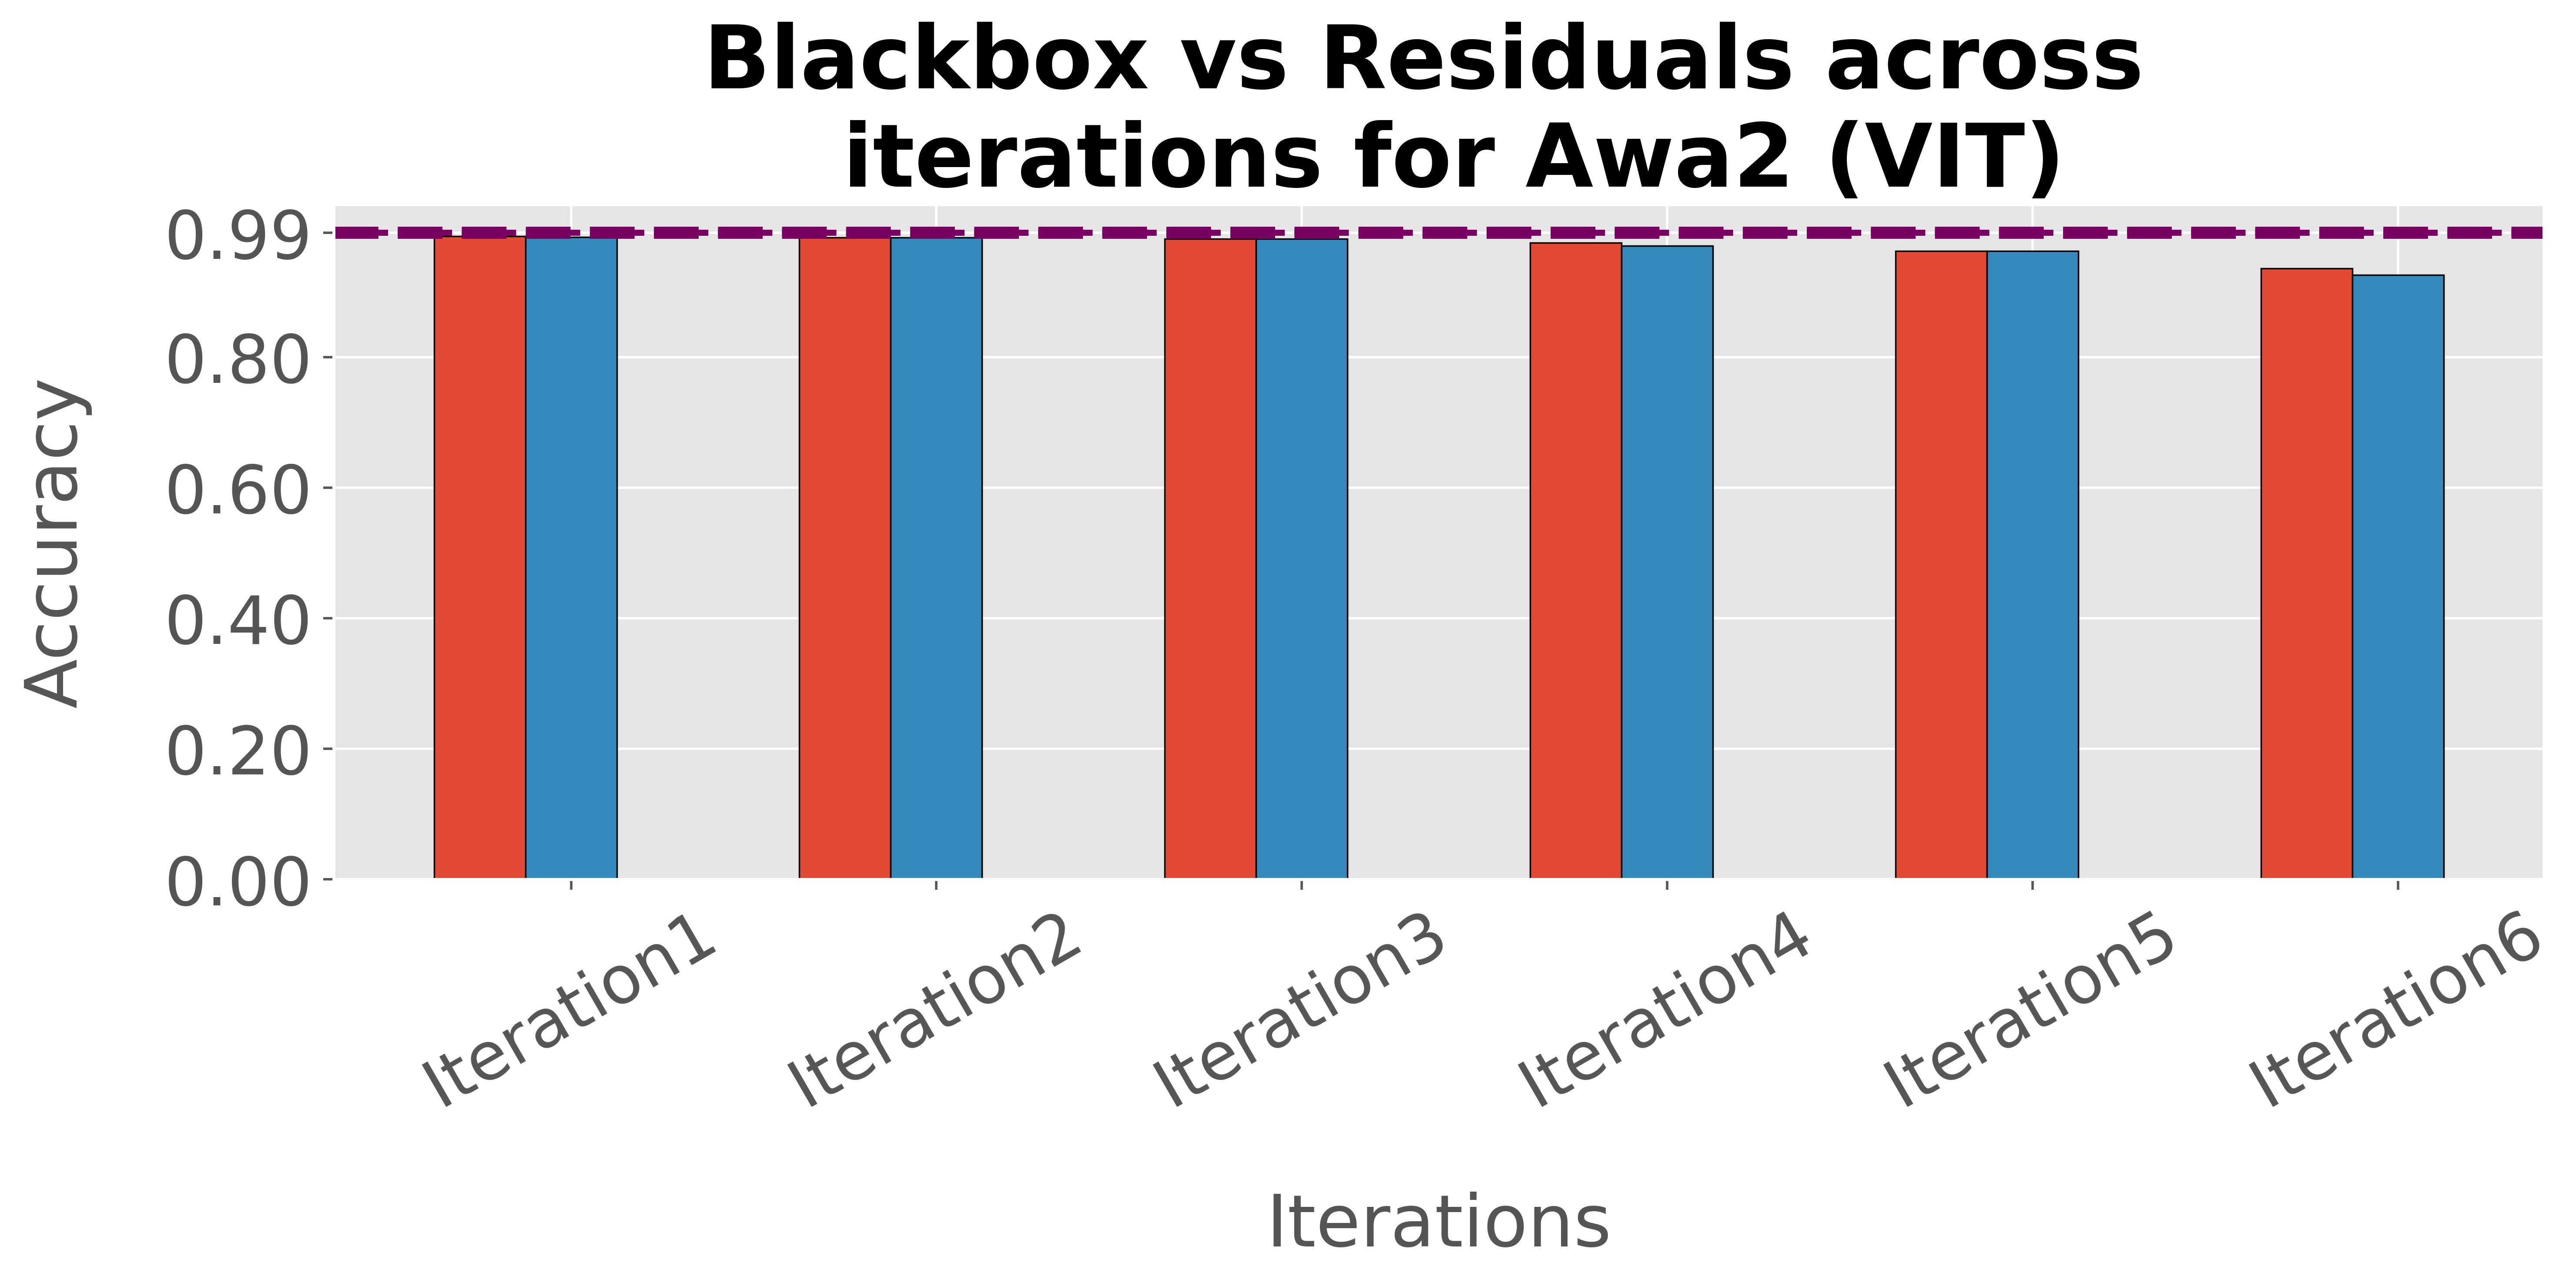 Blackbox vs Residuals across
iterations for Awa2 (VIT)
Accuracy
0.99
0.80
0.60
0.40
0.20
0.00
Iteration1
Iteration2
Iteration3
Iteration4
Iteration5
Iteration6
Iterations